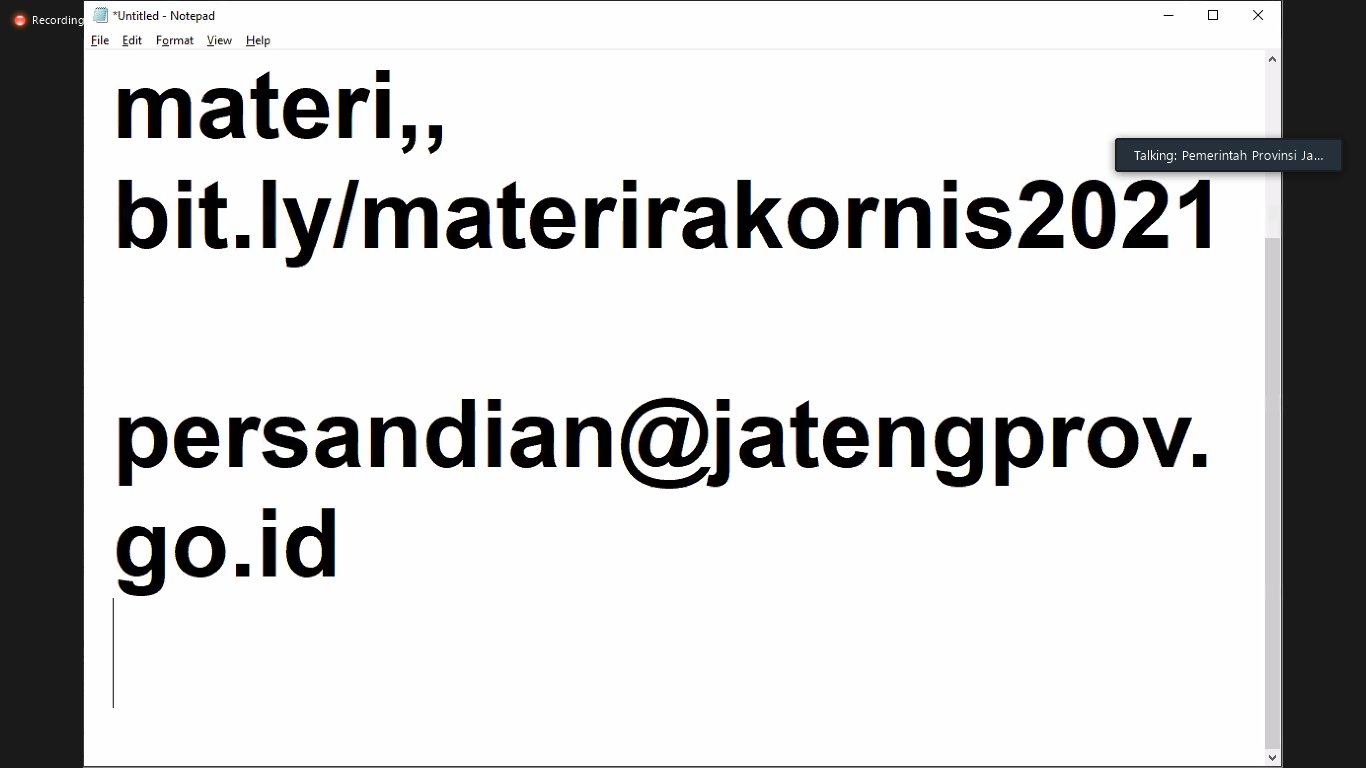 Recording
*Untitled - Notepad
File Edit Format View Help
materi,,
Talking: Pemerintah Provinsi Ja...
bit.ly/materirakornis2021
persandian@jatengprov.
go.id